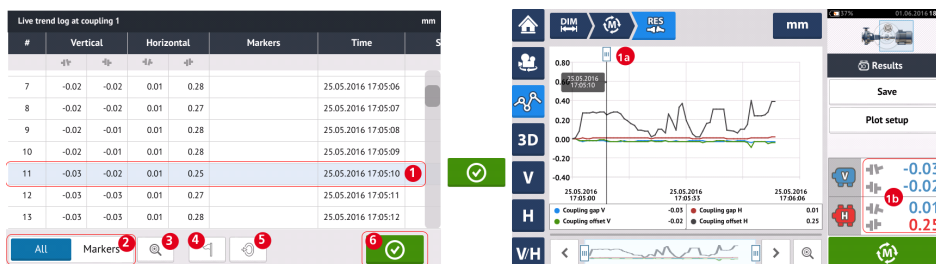 Live trend log at coupling 1 mm
# Vertical Horizontal Markers Time S
7 -0.02 -0.02 0.01 0.28 25.05.2016 17:05:06
8 -0.02 -0.02 0.01 0.27 25.05.2016 17:05:07
9 -0.02 -0.01 0.01 0.28 25.05.2016 17:05:08
10 -0.02 -0.01 0.01 0.28 25.05.2016 17:05:09
11 -0.03 -0.02 0.01 0.25 25.05.2016 17:05:10 1
12 -0.03 -0.03 0.01 0.27 25.05.2016 17:05:11
13 -0.03 -0.03 0.01 0.28 25.05.2016 17:05:12
All Markers 2 3 4 5 6
37% 01.06.2016 18
DIM RES mm
1a
0.80
25.05.2016
17:05:10
0.40
0.20
0.00
-0.20
-0.40
25.05.2016 25.05.2016 25.05.2016
17:05:00 17:05:33 17:06:06
Coupling gap V -0.03 Coupling gap H 0.01
Coupling offset V -0.02 Coupling offset H 0.25
3D
V
H
V/H
Results
Save
Plot setup
V -0.03
-0.02
1b
H 0.01
0.25
M